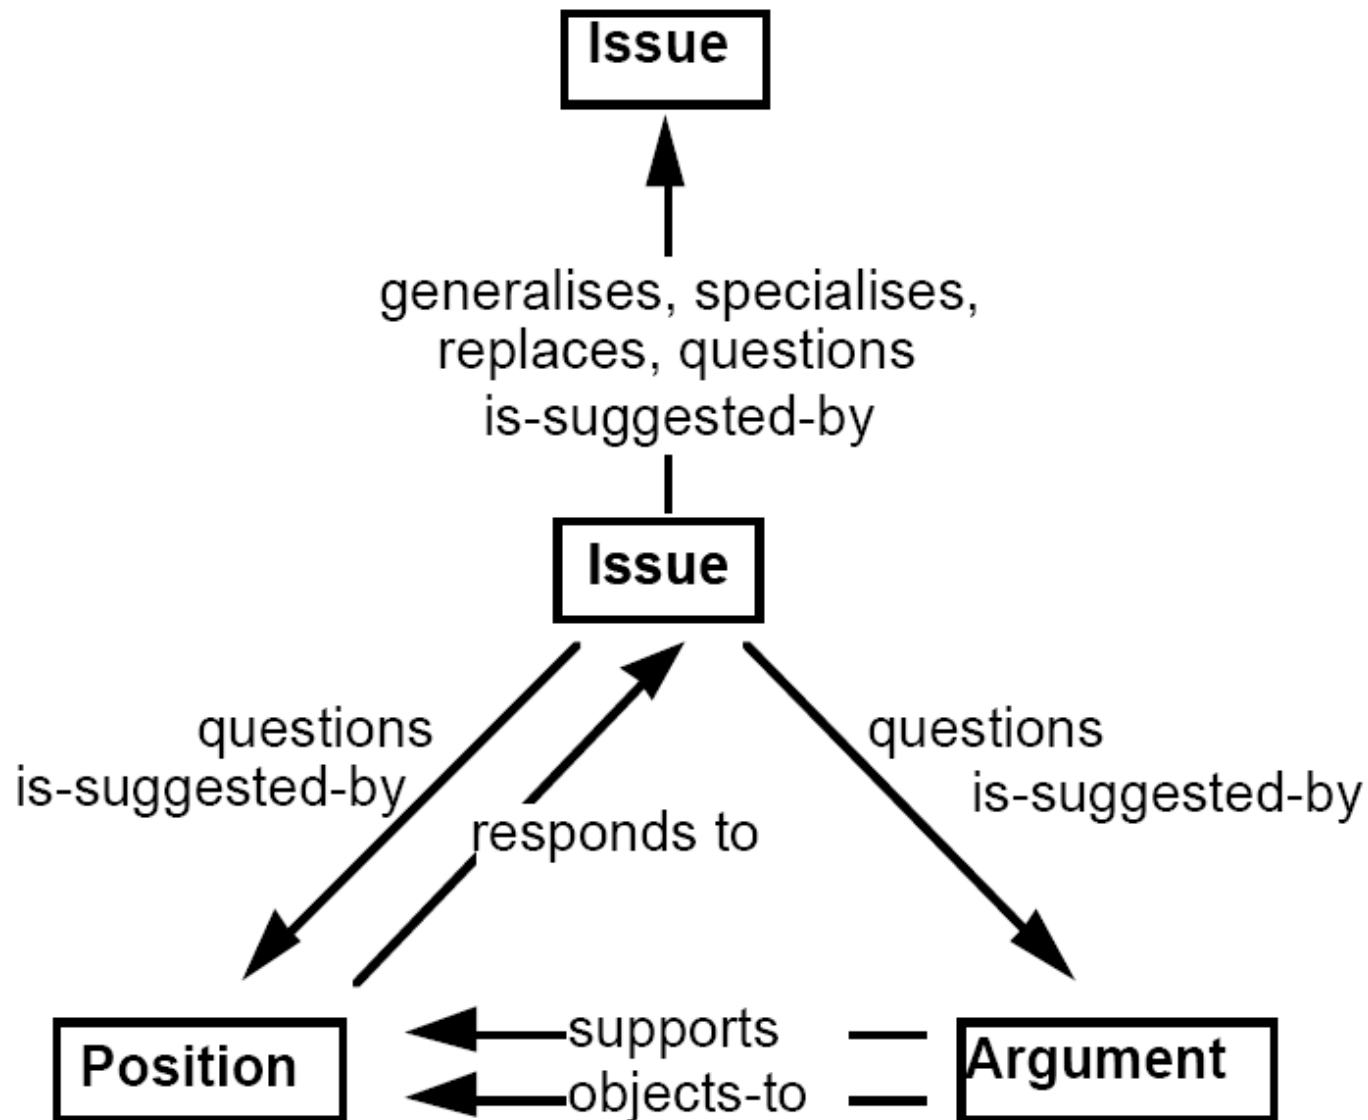 Issue
generalises, specialises,
replaces, questions
is-suggested-by
Issue
questions
is-suggested-by
questions
is-suggested-by
responds to
Position
supports
objects-to
Argument